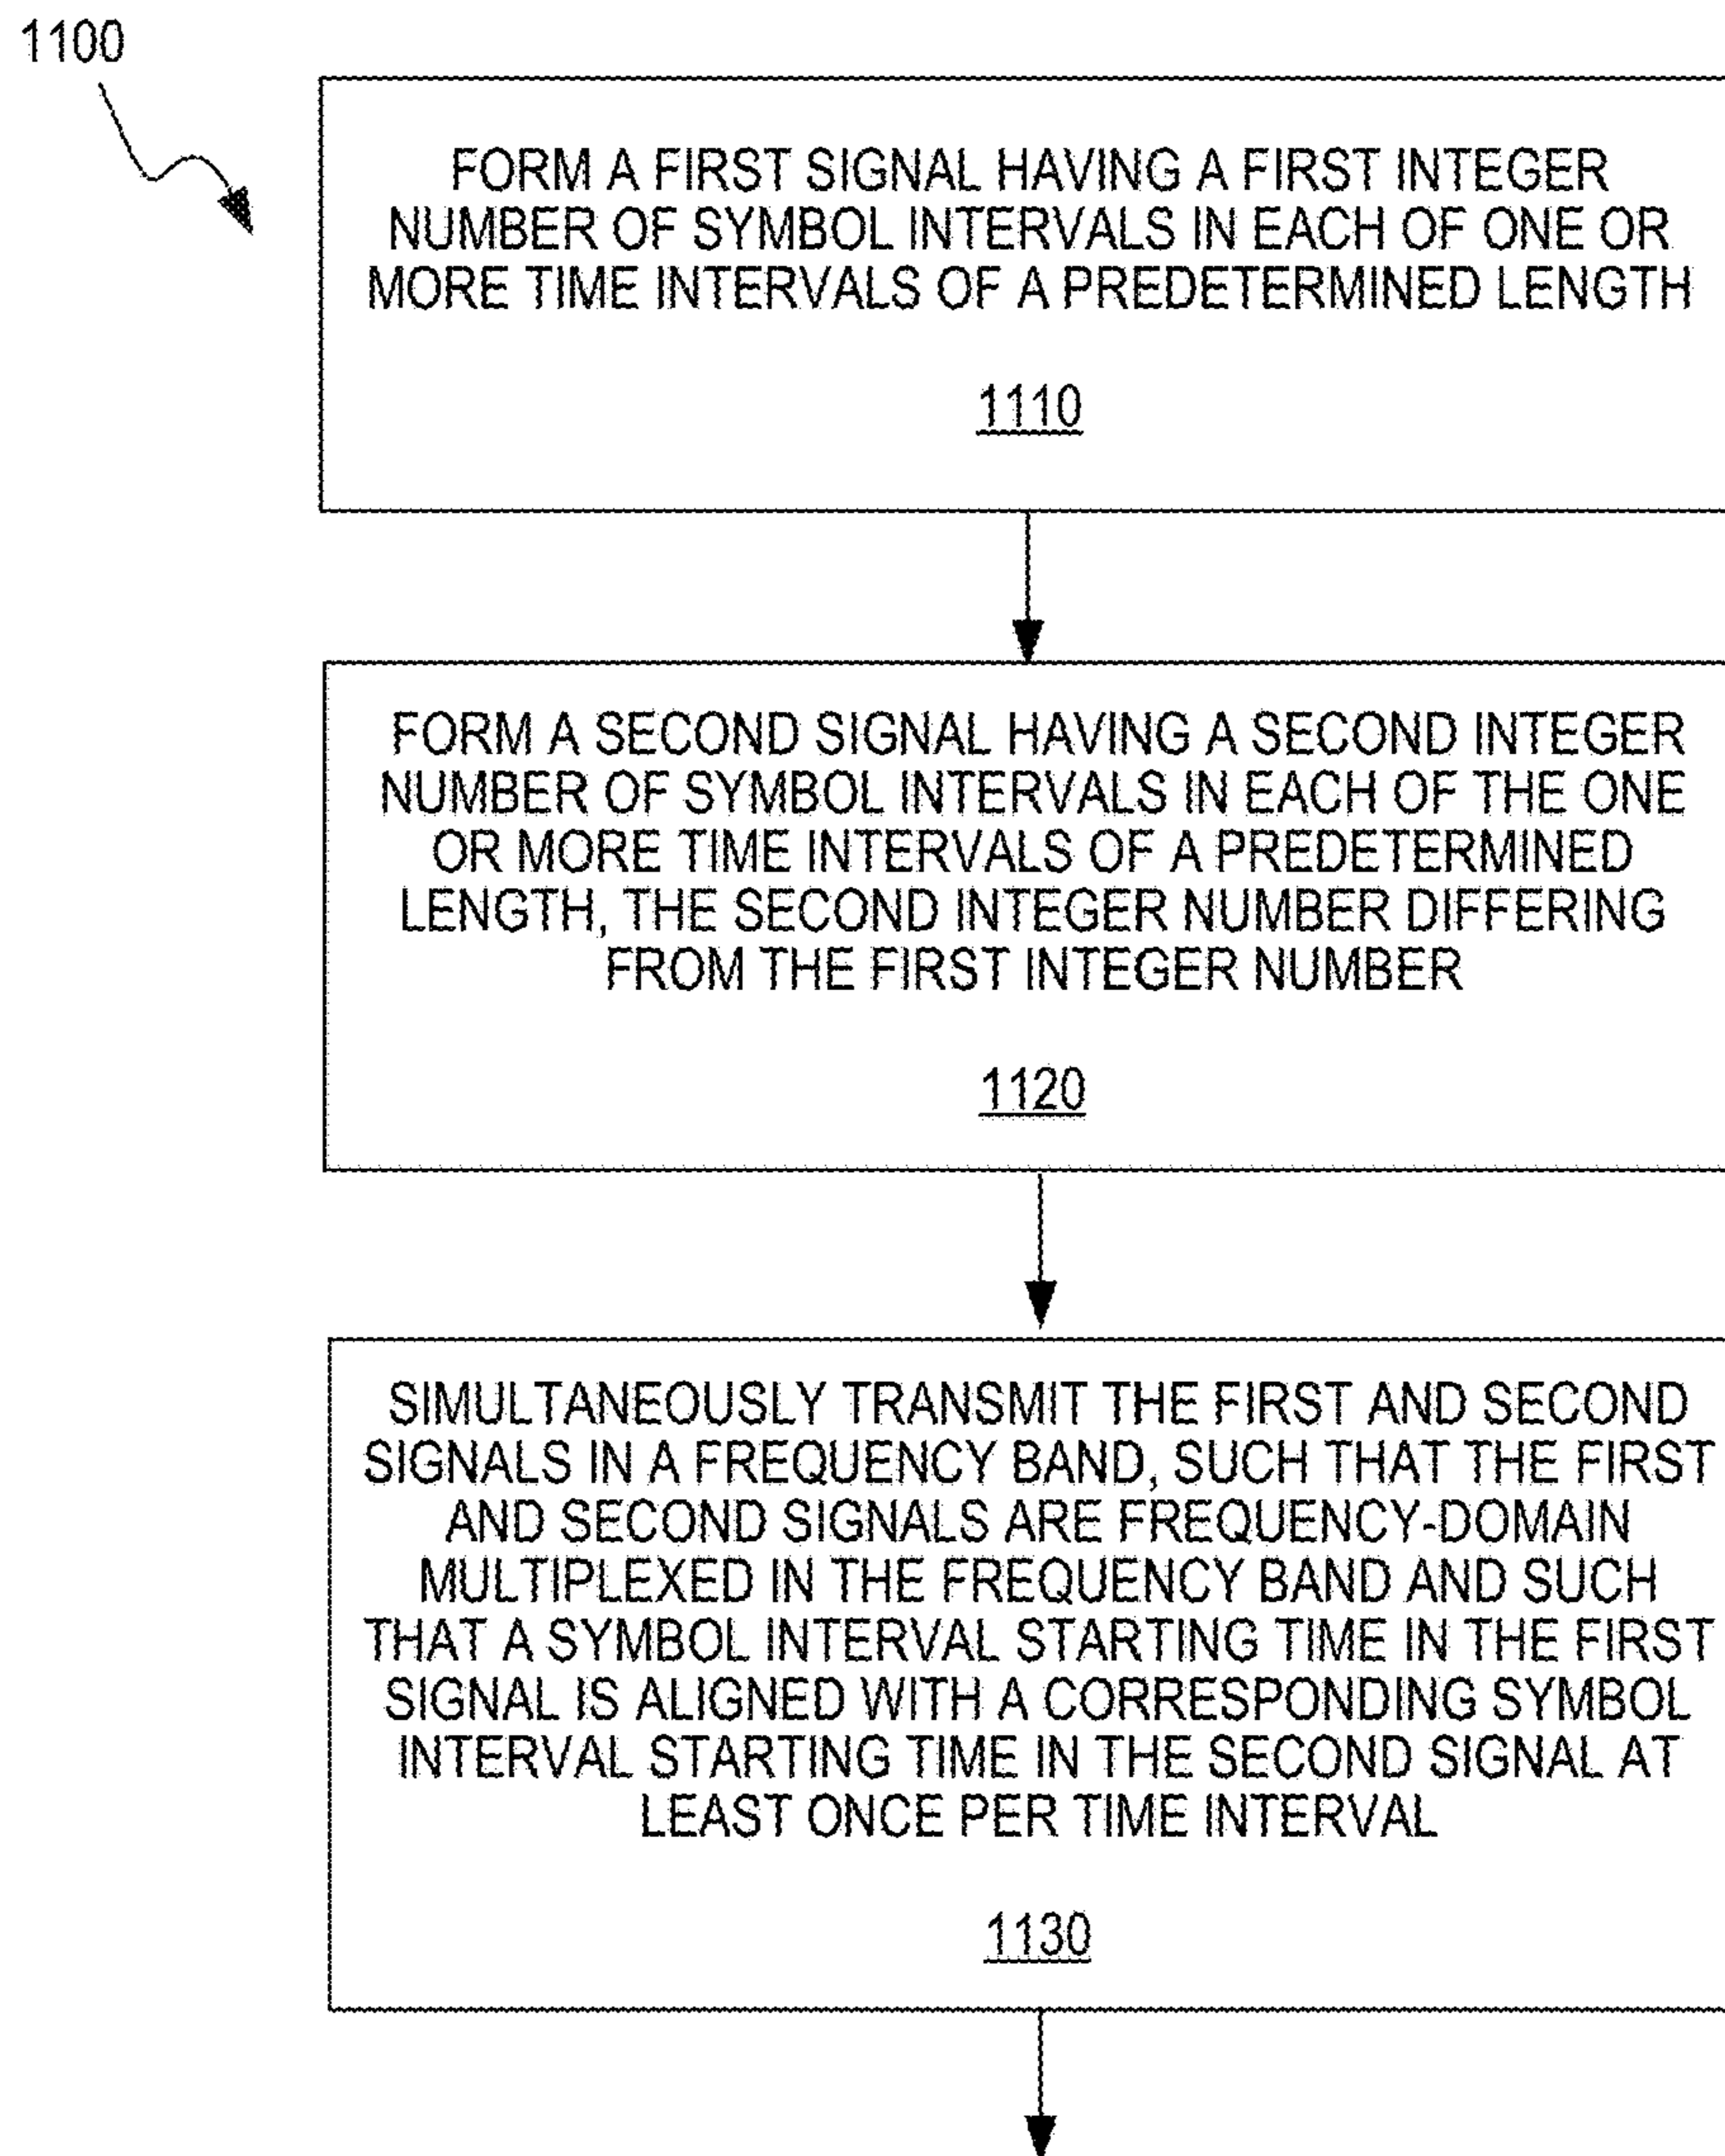 1100
FORM A FIRST SIGNAL HAVING A FIRST INTEGER
NUMBER OF SYMBOL INTERVALS IN EACH OF ONE OR
MORE TIME INTERVALS OF A PREDETERMINED LENGTH
1110
FORM A SECOND SIGNAL HAVING A SECOND INTEGER
NUMBER OF SYMBOL INTERVALS IN EACH OF THE ONE
OR MORE TIME INTERVALS OF A PREDETERMINED
LENGTH, THE SECOND INTEGER NUMBER DIFFERING
FROM THE FIRST INTEGER NUMBER
1120
SIMULTANEOUSLY TRANSMIT THE FIRST AND SECOND
SIGNALS IN A FREQUENCY BAND, SUCH THAT THE FIRST
AND SECOND SIGNALS ARE FREQUENCY-DOMAIN
MULTIPLEXED IN THE FREQUENCY BAND AND SUCH
THAT A SYMBOL INTERVAL STARTING TIME IN THE FIRST
SIGNAL IS ALIGNED WITH A CORRESPONDING SYMBOL
INTERVAL STARTING TIME IN THE SECOND SIGNAL AT
LEAST ONCE PER TIME INTERVAL
1130